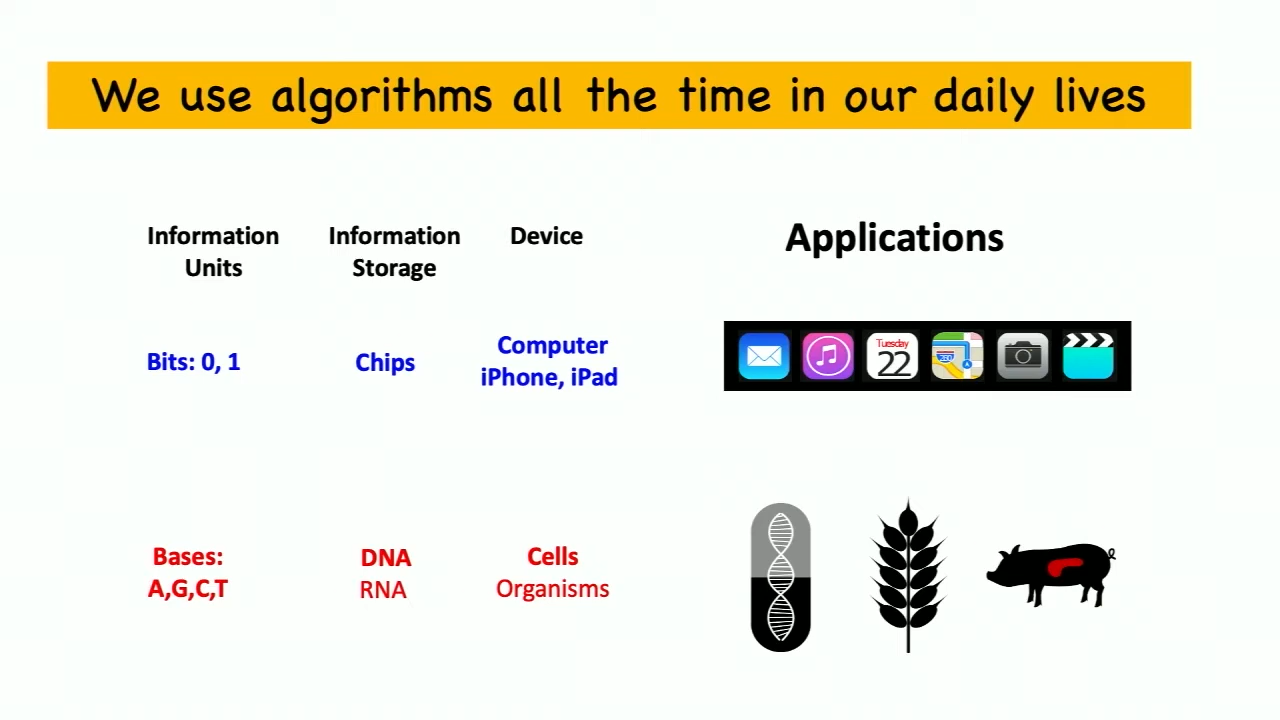 We use algorithms all the time in our daily lives
Information Units
Information Storage
Device
Applications
Bits: 0, 1
Chips
Computer
iPhone, iPad
Tuesday
22
280
Bases:
A,G,C,T
DNA
RNA
Cells
Organisms